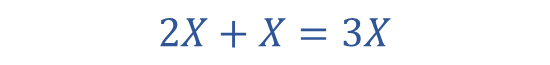 2X + X = 3X